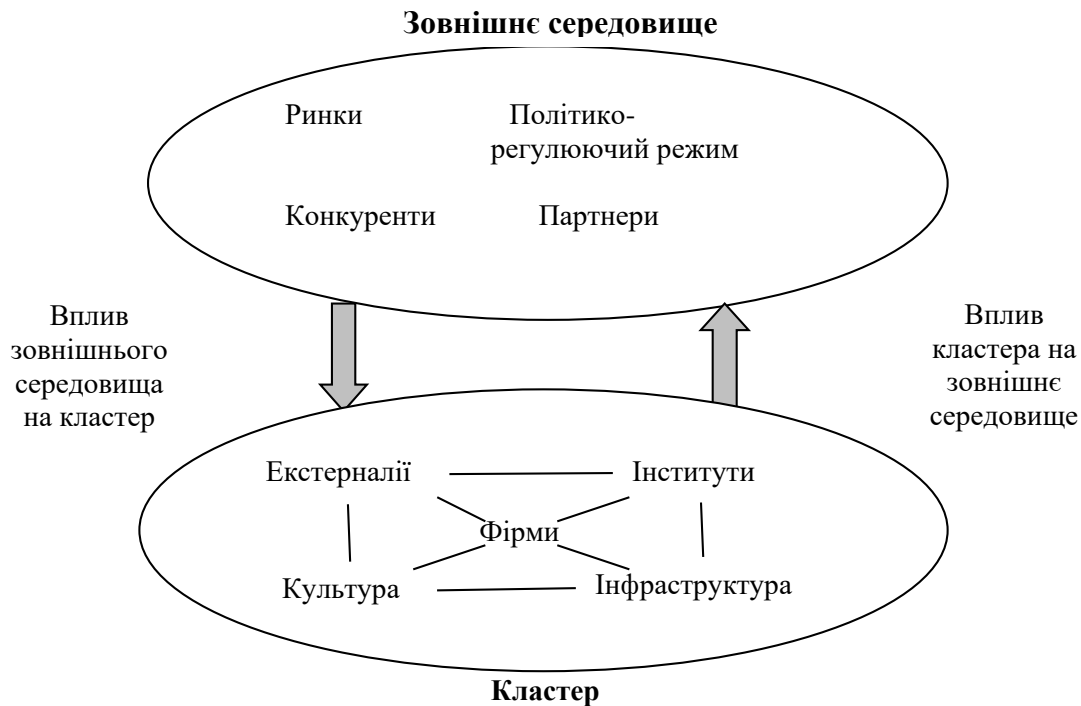 Зовнішнє середовище
Ринки
Політико-
регулюючий режим
Конкуренти
Партнери
Вплив
зовнішнього
середовища
на кластер
Вплив
кластера на
зовнішнє
середовище
Екстерналії
Інститути
Фірми
Культура
Інфраструктура
Кластер